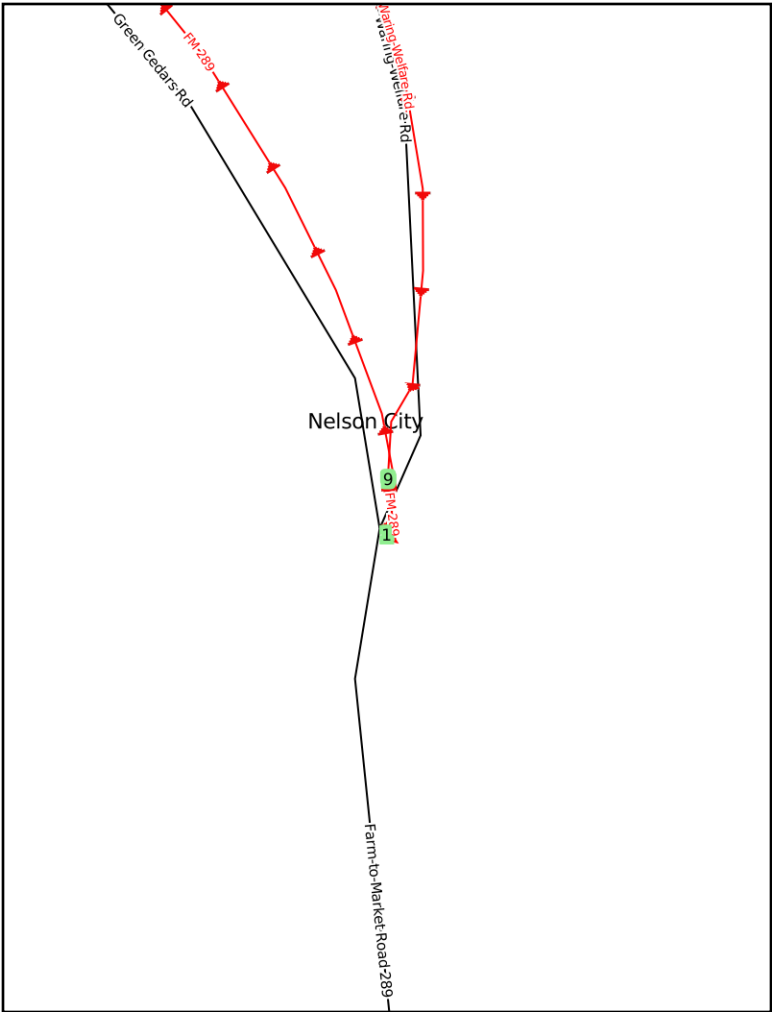 Green Cedars Rd
FM-289
Waring-Welfare Rd
Waring-Welfare Rd
Nelson City
9
FM-289
1
Farm-to-Market Road 289